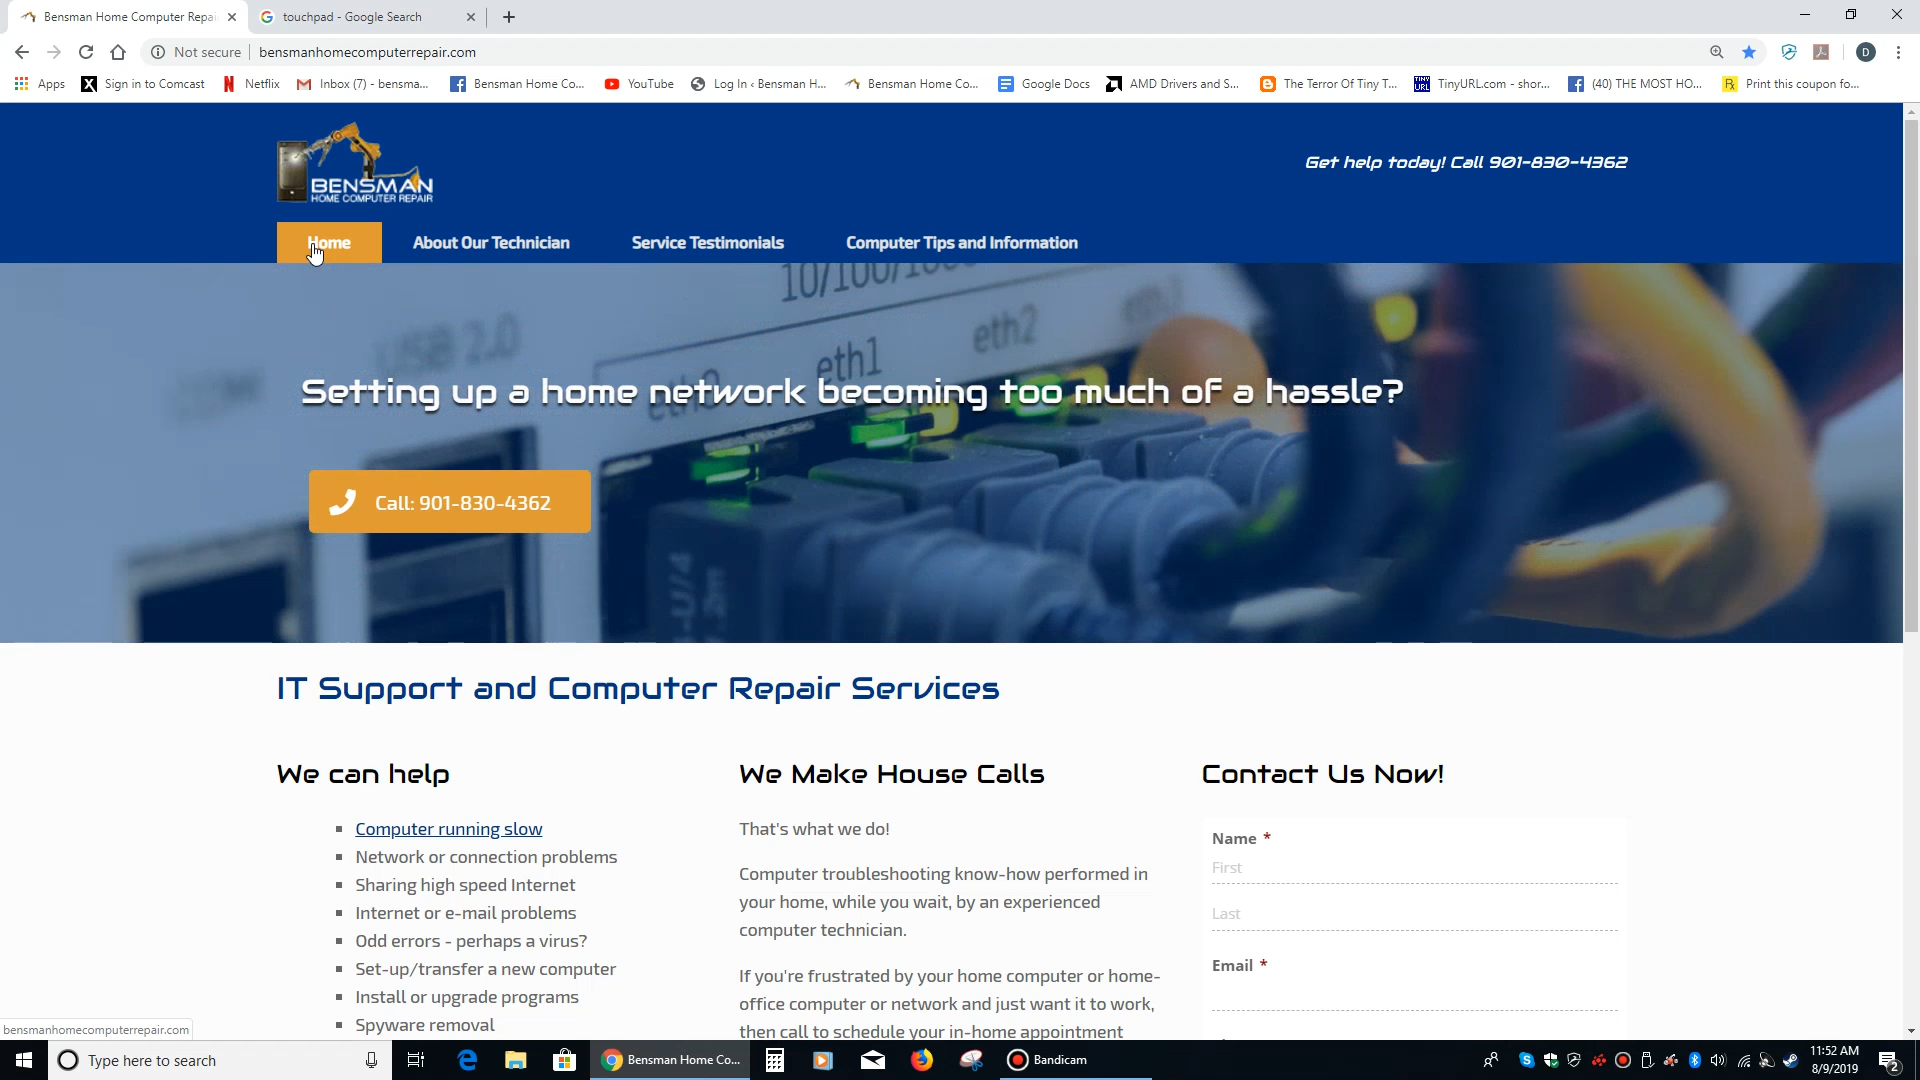 Bensman Home Computer Repai
touchpad - Google Search
Not secure
bensmanhomecomputerrepair.com
Apps
Sign in to Comcast
Netflix
Inbox (7) - bensma...
Bensman Home Co...
YouTube
Log In ‹ Bensman H...
Bensman Home Co...
Google Docs
AMD Drivers and S...
The Terror Of Tiny T...
TINY URL
TinyURL.com - shor...
(40) THE MOST HO...
Print this coupon fo...
BENSMAN
HOME COMPUTER REPAIR
Get help today! Call 901-830-4362
Home
About Our Technician
Service Testimonials
Computer Tips and Information
USB 2.0
eth0
eth1
eth2
Setting up a home network becoming too much of a hassle?
Call: 901-830-4362
IT Support and Computer Repair Services
We can help
Computer running slow
Network or connection problems
Sharing high speed Internet
Internet or e-mail problems
Odd errors - perhaps a virus?
Set-up/transfer a new computer
Install or upgrade programs
Spyware removal
We Make House Calls
That's what we do!
Computer troubleshooting know-how performed in
your home, while you wait, by an experienced
computer technician.
If you're frustrated by your home computer or home-
office computer or network and just want it to work,
then call to schedule your in-home appointment
Contact Us Now!
Name *
First
Last
Email *
bensmanhomecomputerrepair.com
Type here to search
Bensman Home Co...
Bandicam
11:52 AM
8/9/2019
2